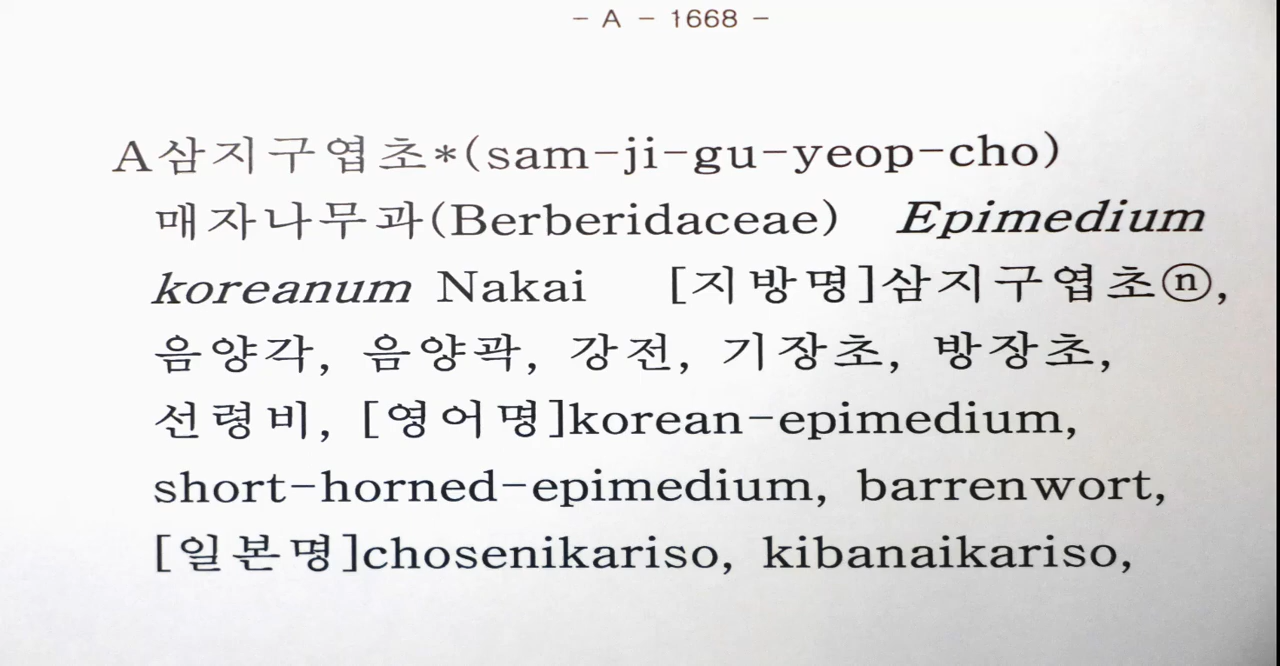 - A - 1668 -
A삼지구엽초*(sam-ji-gu-yeop-cho)
매자나무과(Berberidaceae) Epimedium
koreanum Nakai [지방명]삼지구엽초ⓝ,
음양각, 음양곽, 강전, 기장초, 방장초,
선령비, [영어명]korean-epimedium,
short-horned-epimedium, barrenwort,
[일본명]chosenikariso, kibanaikariso,